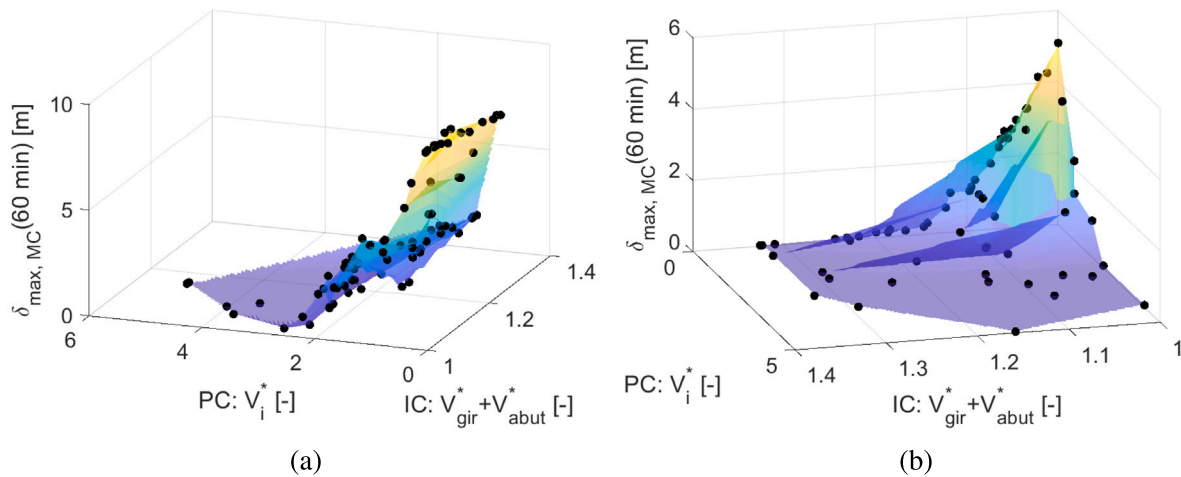 10
5
0
δmax, MC(60 min) [m]
6
4
2
0
PC: Vi* [-]
1
1.2
1.4
IC: Vgir*+Vabut* [-]
(a)
6
4
2
0
δmax, MC(60 min) [m]
0
5
PC: Vi* [-]
1.4
1.3
1.2
1.1
1
IC: Vgir*+Vabut* [-]
(b)